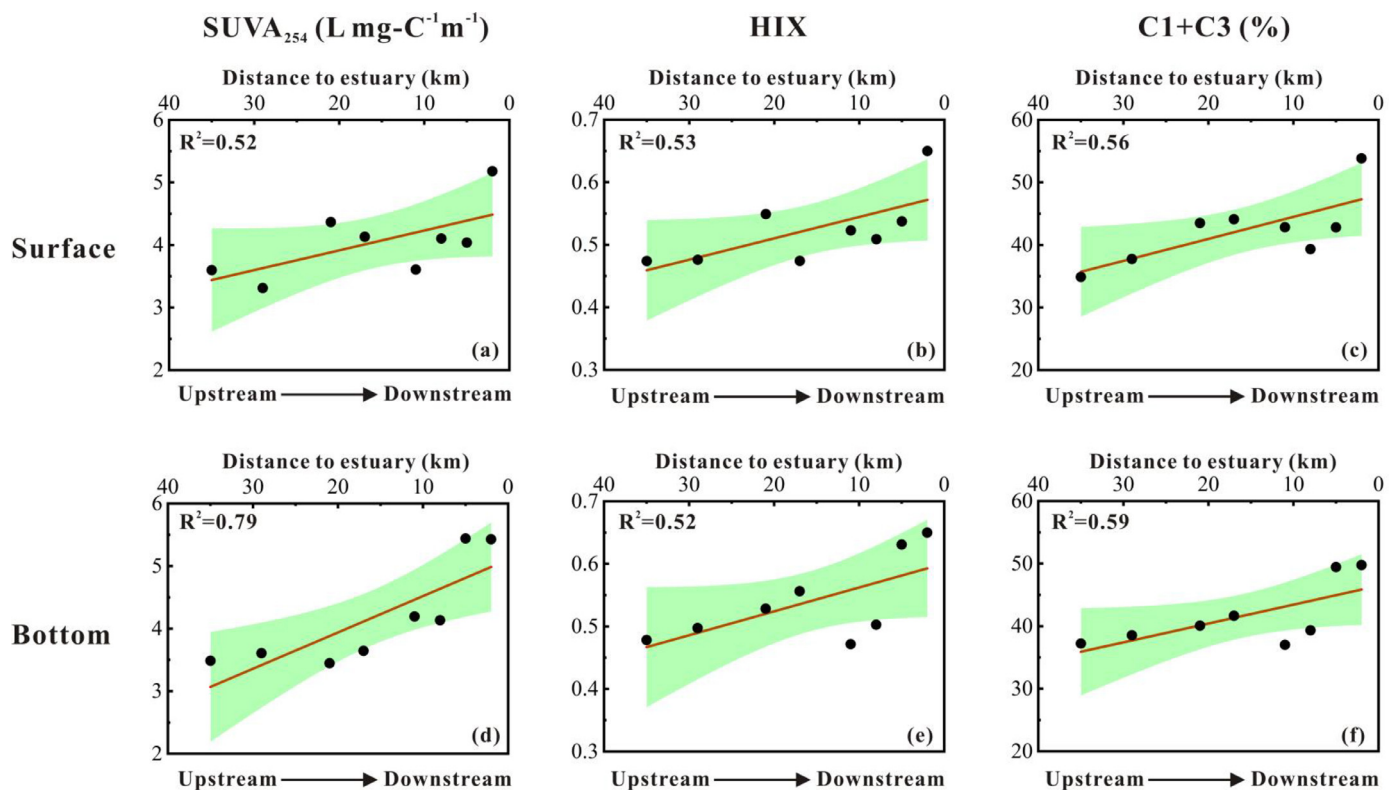 SUVA₂₅₄ (L mg-C⁻¹m⁻¹) HIX C1+C3 (%)
Distance to estuary (km) Distance to estuary (km) Distance to estuary (km)
40 30 20 10 0 40 30 20 10 0 40 30 20 10 0
6 0.7 60
R²=0.52 R²=0.53 R²=0.56
5 0.6 50
Surface 4 0.5 40
3 0.4 30
2 (a) 0.3 (b) 20 (c)
Upstream Downstream Upstream Downstream Upstream Downstream
Distance to estuary (km) Distance to estuary (km) Distance to estuary (km)
40 30 20 10 0 40 30 20 10 0 40 30 20 10 0
6 0.7 60
R²=0.79 R²=0.52 R²=0.59
5 0.6 50
Bottom 4 0.5 40
3 0.4 30
2 (d) 0.3 (e) 20 (f)
Upstream Downstream Upstream Downstream Upstream Downstream